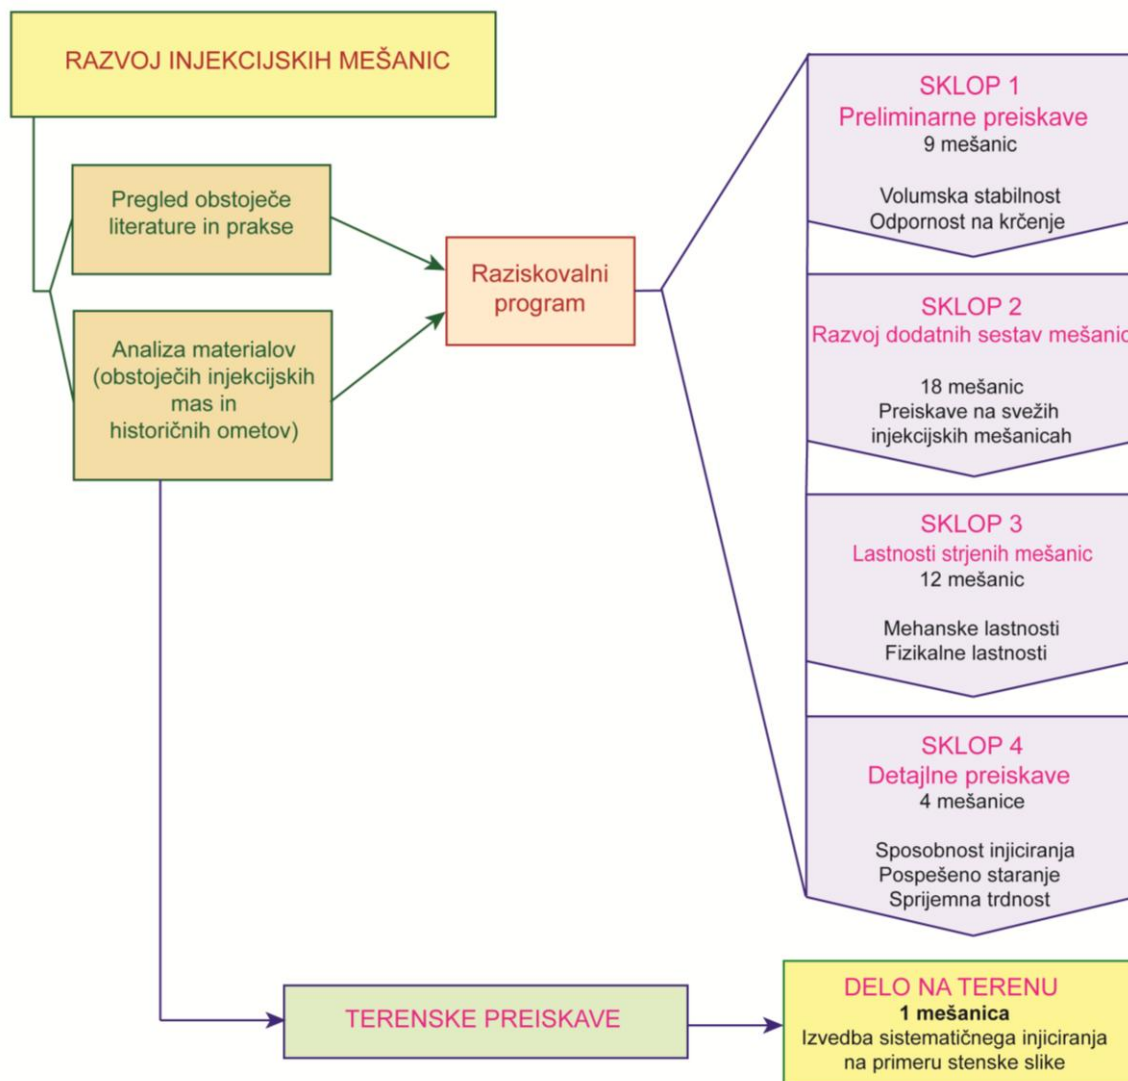 RAZVOJ INJEKCIJSKIH MEŠANIC
Pregled obstoječe
literature in prakse
Analiza materialov
(obstoječih injekcijskih
mas in
historičnih ometov)
Raziskovalni
program
SKLOP 1
Preliminarne preiskave
9 mešanic
Volumska stabilnost
Odpornost na krčenje
SKLOP 2
Razvoj dodatnih sestav mešanic
18 mešanic
Preiskave na svežih
injekcijskih mešanicah
SKLOP 3
Lastnosti strjenih mešanic
12 mešanic
Mehanske lastnosti
Fizikalne lastnosti
SKLOP 4
Detajlne preiskave
4 mešanice
Sposobnost injiciranja
Pospešeno staranje
Sprijemna trdnost
TERENSKE PREISKAVE
DELO NA TERENU
1 mešanica
Izvedba sistematičnega injiciranja
na primeru stenske slike